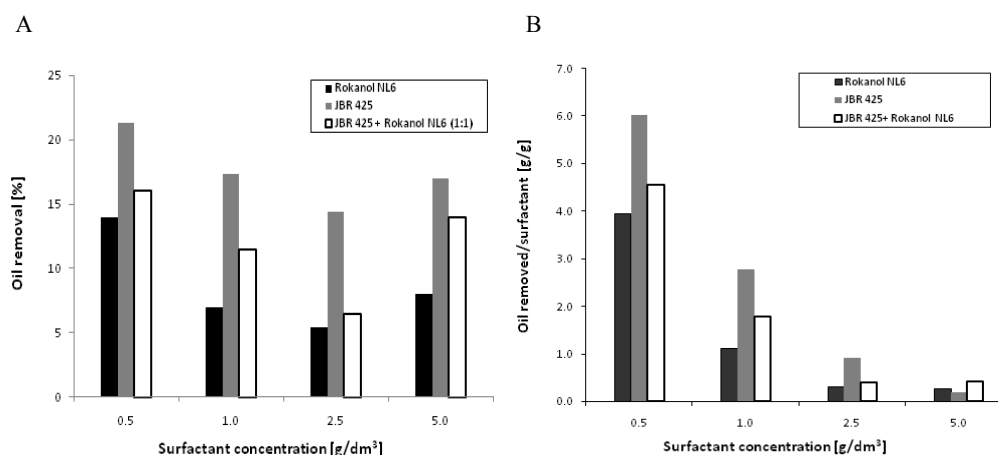 A
25
20
15
10
5
0
Oil removal [%]
Rokanol NL6
JBR 425
JBR 425 + Rokanol NL6 (1:1)
0.5 1.0 2.5 5.0
Surfactant concentration [g/dm³]
B
7.0
6.0
5.0
4.0
3.0
2.0
1.0
0.0
Oil removed/surfactant [g/g]
Rokanol NL6
JBR 425
JBR 425+ Rokanol NL6
0.5 1.0 2.5 5.0
Surfactant concentration [g/dm³]